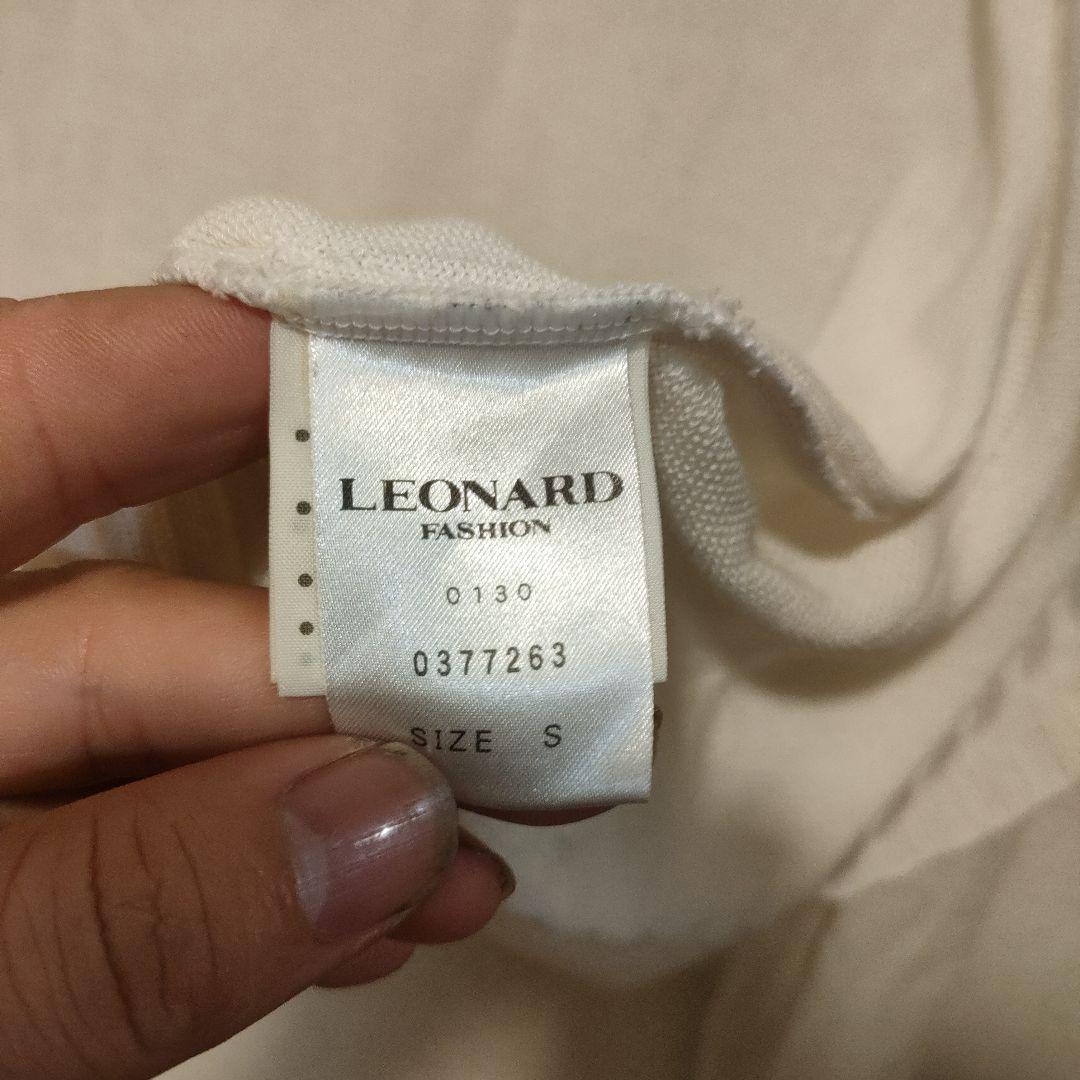 LEONARD
FASHION
0130
0377263
SIZE S